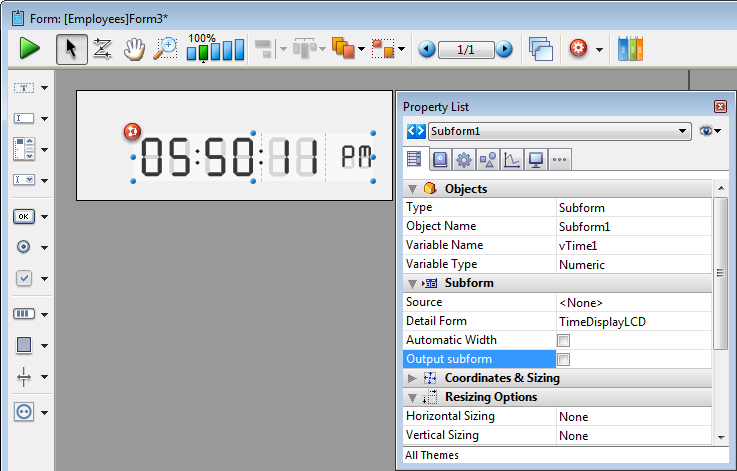 Form: [Employees]Form3*
100%
1/1
T
I
OK
05:50:11 PM
Property List
Subform1
Objects
Type Subform
Object Name Subform1
Variable Name vTime1
Variable Type Numeric
Subform
Source <None>
Detail Form TimeDisplayLCD
Automatic Width
Output subform
Coordinates & Sizing
Resizing Options
Horizontal Sizing None
Vertical Sizing None
All Themes